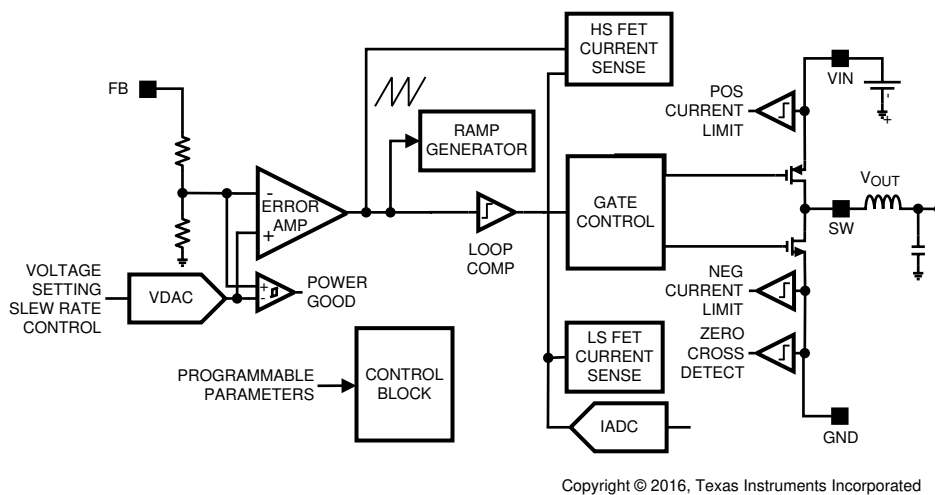 HS FET
CURRENT
SENSE
VIN
+
FB
POS
CURRENT
LIMIT
RAMP
GENERATOR
-
ERROR
AMP
+
GATE
CONTROL
VOUT
SW
LOOP
COMP
VOLTAGE
SETTING
SLEW RATE
CONTROL
VDAC
+
-
POWER
GOOD
NEG
CURRENT
LIMIT
LS FET
CURRENT
SENSE
ZERO
CROSS
DETECT
PROGRAMMABLE
PARAMETERS
CONTROL
BLOCK
IADC
GND
Copyright © 2016, Texas Instruments Incorporated